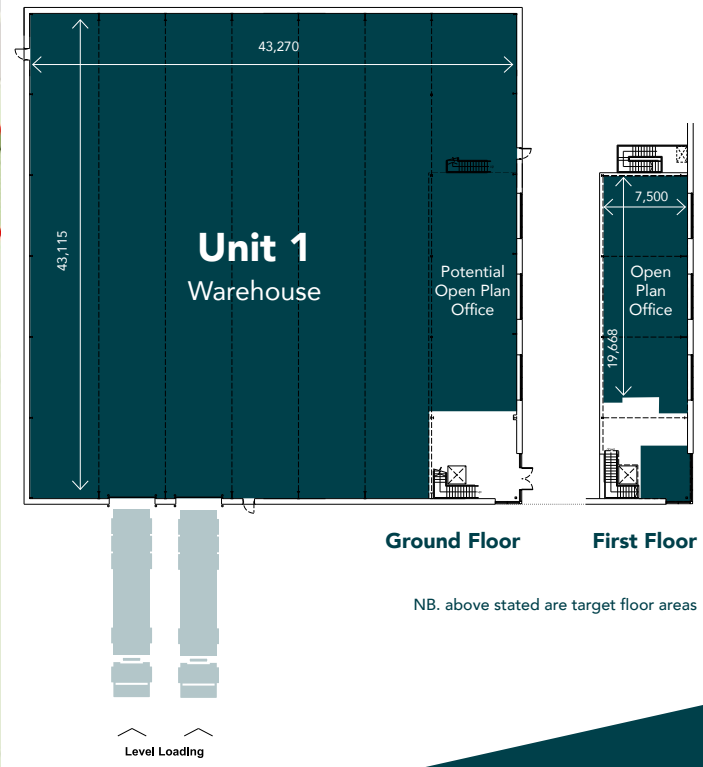 43,270
43,115
Unit 1
Warehouse
Potential
Open Plan
Office
7,500
Open
Plan
Office
19,668
Ground Floor
First Floor
NB. above stated are target floor areas
Level Loading